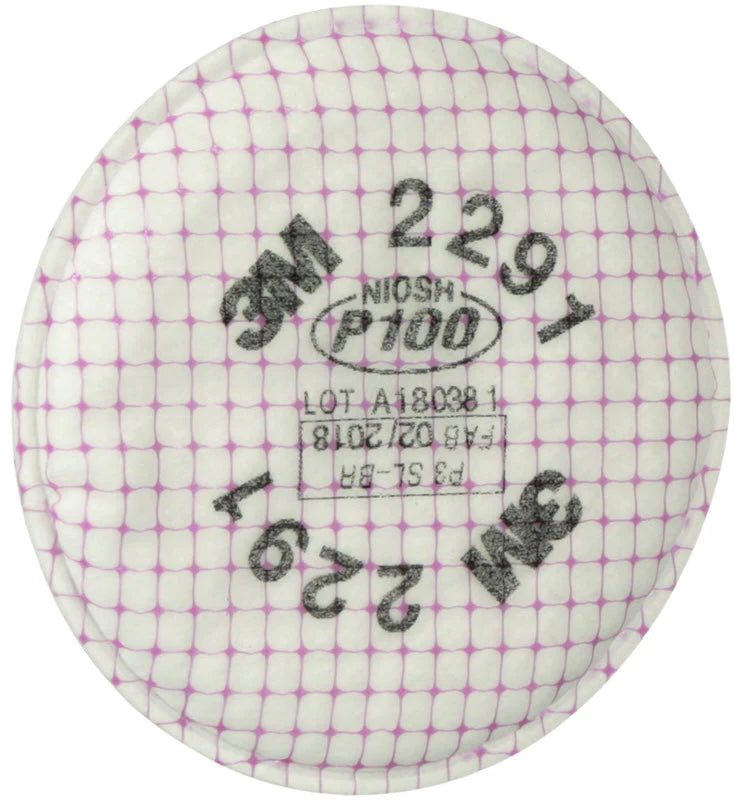 3M 2291
NIOSH
P100
LOT A180381
FAB 02/2018
P3 SL-BR
3M 2291